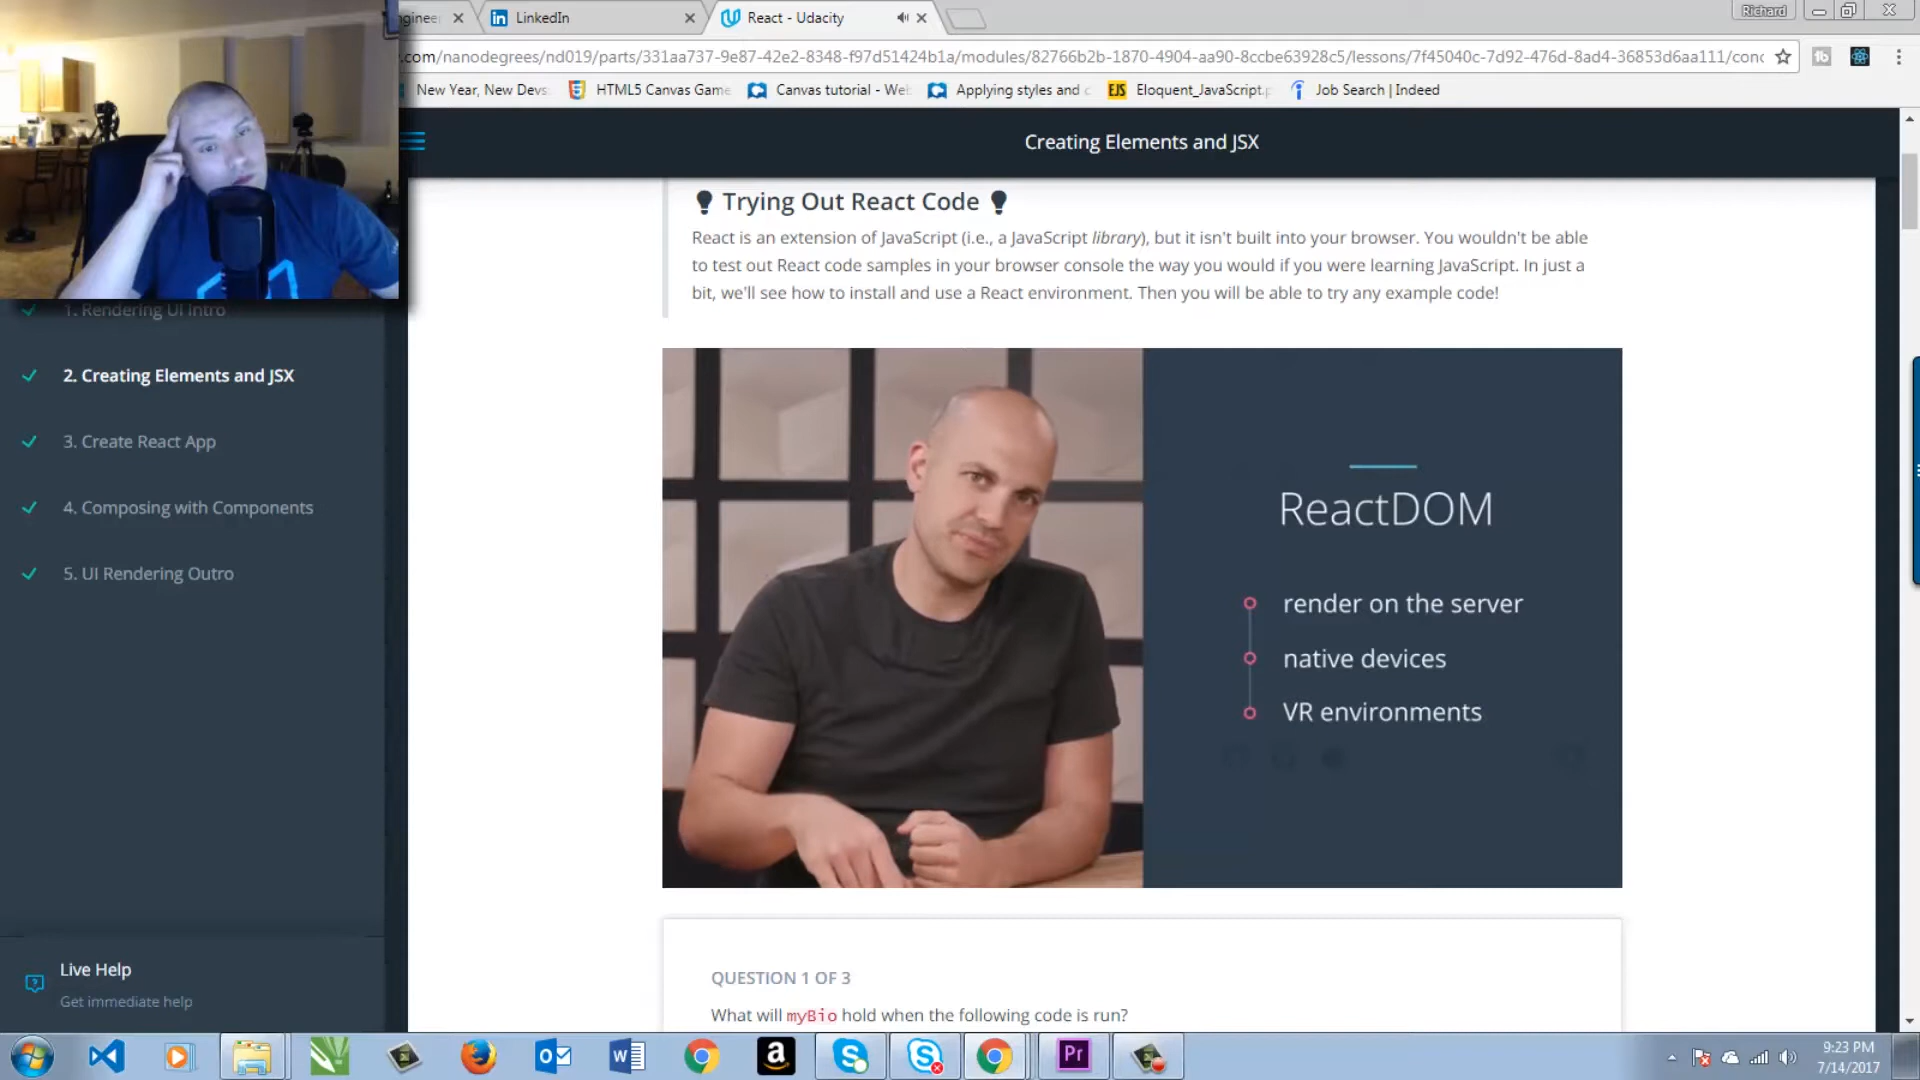 ginee
LinkedIn
React - Udacity
Richard
.com/nanodegrees/nd019/parts/331aa737-9e87-42e2-8348-f97d51424b1a/modules/82766b2b-1870-4904-aa90-8ccbe63928c5/lessons/7f45040c-7d92-476d-8ad4-36853d6aa111/conc
New Year, New Devs
HTML5 Canvas Game
Canvas tutorial - We
Applying styles and c
EJS Eloquent_JavaScript.p
Job Search | Indeed
Creating Elements and JSX
Trying Out React Code
React is an extension of JavaScript (i.e., a JavaScript library), but it isn't built into your browser. You wouldn't be able
to test out React code samples in your browser console the way you would if you were learning JavaScript. In just a
bit, we'll see how to install and use a React environment. Then you will be able to try any example code!
1. Rendering UI Intro
2. Creating Elements and JSX
3. Create React App
4. Composing with Components
5. UI Rendering Outro
ReactDOM
render on the server
native devices
VR environments
Live Help
Get immediate help
QUESTION 1 OF 3
What will myBio hold when the following code is run?
9:23 PM
7/14/2017